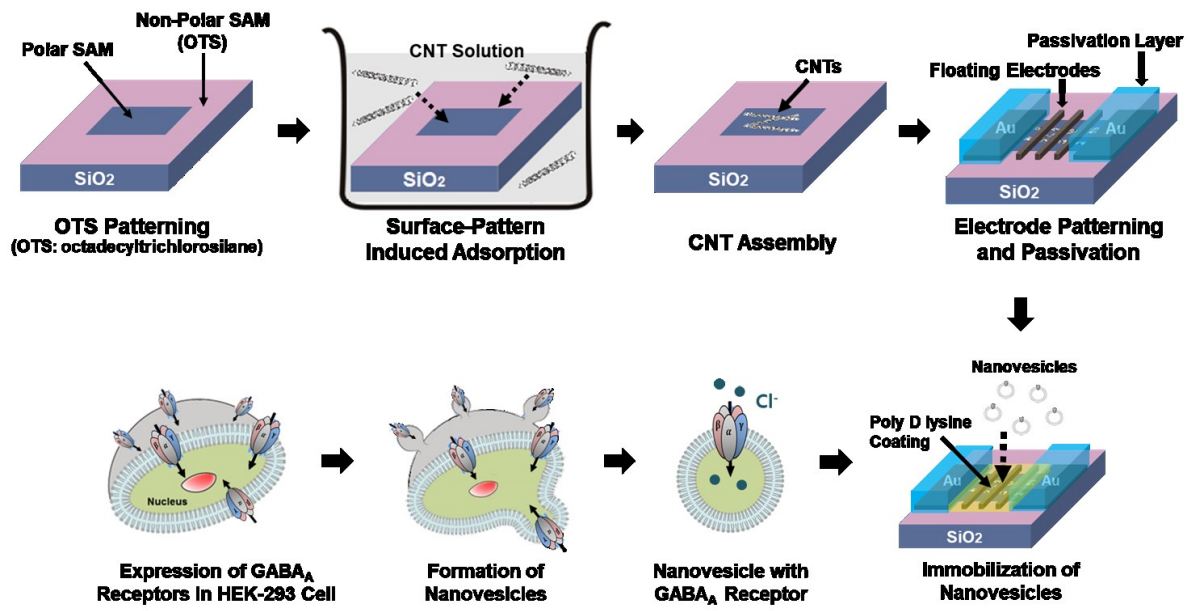 Polar SAM
Non-Polar SAM
(OTS)
SiO2
OTS Patterning
(OTS: octadecyltrichlorosilane)
CNT Solution
SiO2
Surface-Pattern
Induced Adsorption
CNTs
SiO2
CNT Assembly
Passivation Layer
Floating Electrodes
Au
Au
SiO2
Electrode Patterning
and Passivation
β α γ
β α γ
Nucleus
Expression of GABAA
Receptors in HEK-293 Cell
Formation of
Nanovesicles
Cl-
β α γ
Nanovesicle with
GABAA Receptor
Nanovesicles
Poly D lysine
Coating
Au
Au
SiO2
Immobilization of
Nanovesicles